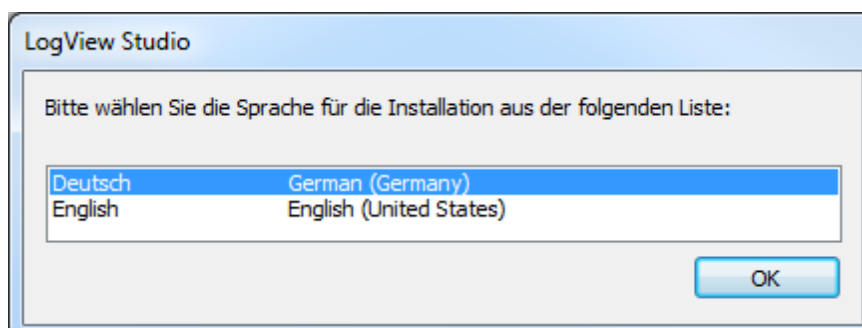 LogView Studio
Bitte wählen Sie die Sprache für die Installation aus der folgenden Liste:
Deutsch German (Germany)
English English (United States)
OK